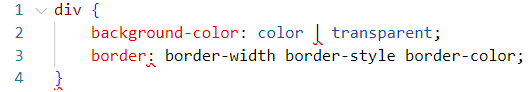 1 div {
2 background-color: color | transparent;
3 border: border-width border-style border-color;
4 }